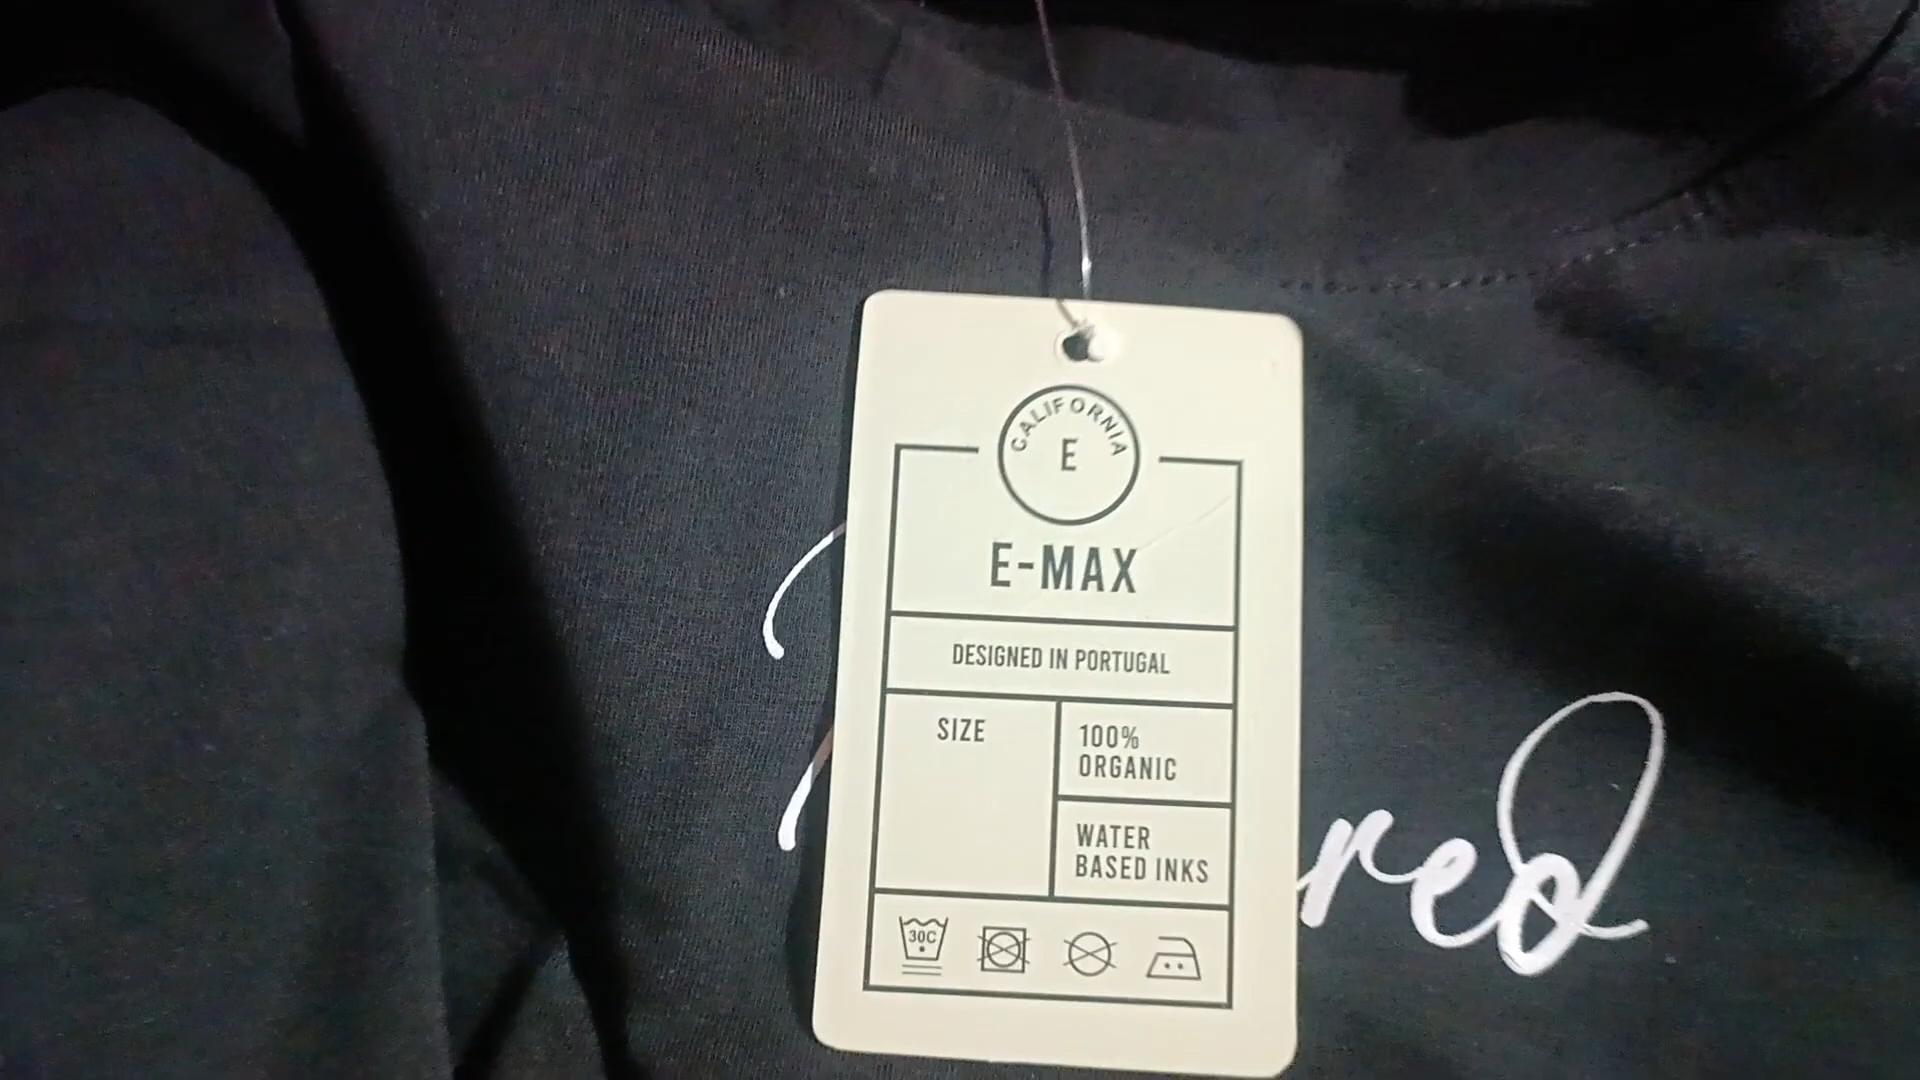 CALIFORNIA
E
E-MAX
DESIGNED IN PORTUGAL
SIZE
100%
ORGANIC
WATER
BASED INKS
30C